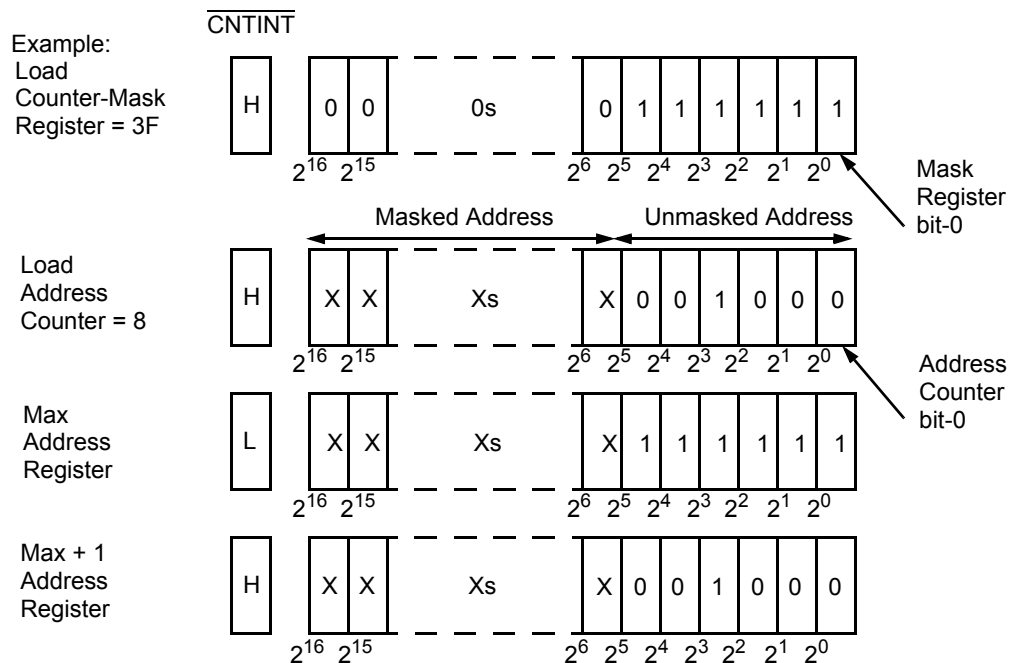 CNTINT
Example:
Load
Counter-Mask
Register = 3F
H 0 0 0s 0 1 1 1 1 1 1
2^16 2^15 2^6 2^5 2^4 2^3 2^2 2^1 2^0
Mask
Register
bit-0
Masked Address Unmasked Address
Load
Address
Counter = 8
H X X Xs X 0 0 1 0 0 0
2^16 2^15 2^6 2^5 2^4 2^3 2^2 2^1 2^0
Address
Counter
bit-0
Max
Address
Register
L X X Xs X 1 1 1 1 1 1
2^16 2^15 2^6 2^5 2^4 2^3 2^2 2^1 2^0
Max + 1
Address
Register
H X X Xs X 0 0 1 0 0 0
2^16 2^15 2^6 2^5 2^4 2^3 2^2 2^1 2^0